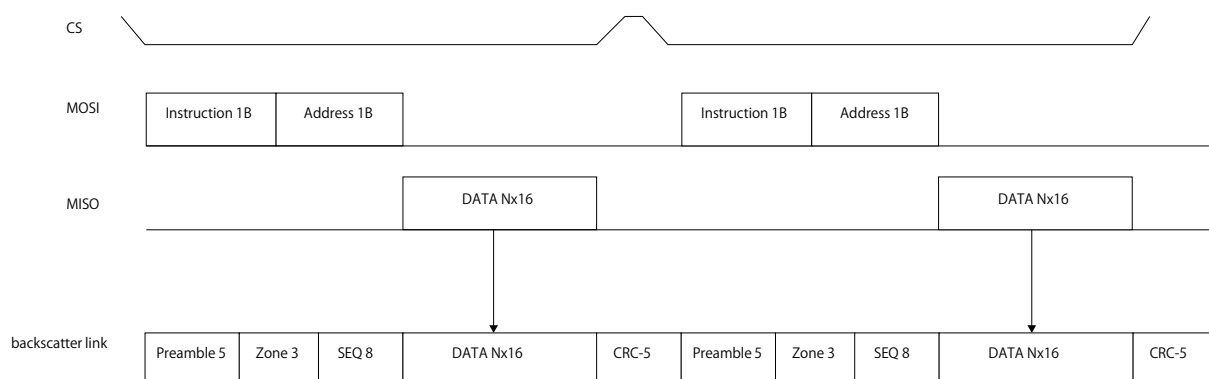 CS
MOSI
Instruction 1B Address 1B Instruction 1B Address 1B
MISO
DATA Nx16 DATA Nx16
backscatter link
Preamble 5 Zone 3 SEQ 8 DATA Nx16 CRC-5 Preamble 5 Zone 3 SEQ 8 DATA Nx16 CRC-5